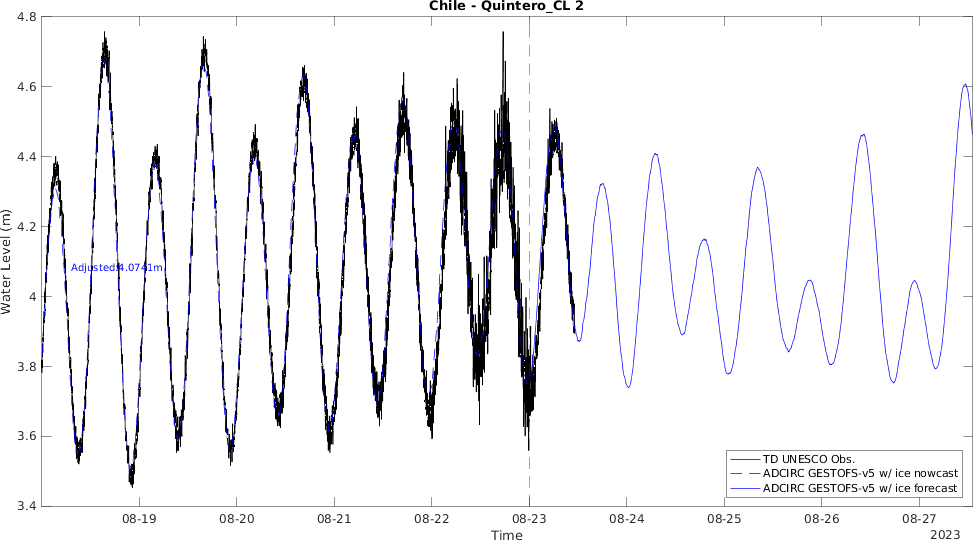 Chile - Quintero_CL 2
4.8
4.6
4.4
4.2
4
3.8
3.6
3.4
Water Level (m)
Adjusted:4.0741m
TD UNESCO Obs.
ADCIRC GESTOFS-v5 w/ ice nowcast
ADCIRC GESTOFS-v5 w/ ice forecast
08-19 08-20 08-21 08-22 08-23 08-24 08-25 08-26 08-27
Time
2023